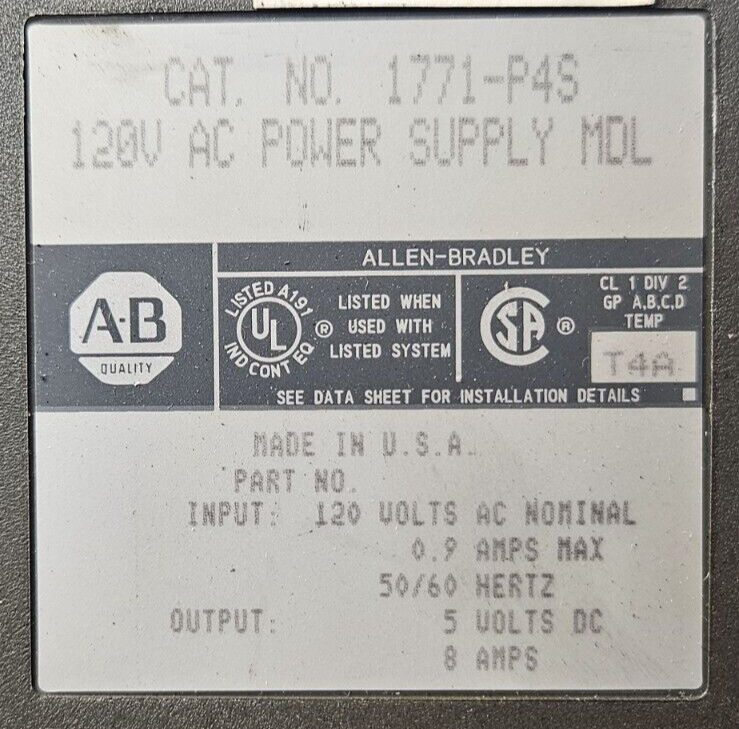 CAT. NO. 1771-P4S
120V AC POWER SUPPLY MDL
ALLEN-BRADLEY
A-B
QUALITY
LISTED A191
UL
IND CONT EQ
®
LISTED WHEN
USED WITH
LISTED SYSTEM
SA
®
CL 1 DIV 2
GP A,B,C,D
TEMP
T4A
SEE DATA SHEET FOR INSTALLATION DETAILS
MADE IN U.S.A.
PART NO.
INPUT: 120 VOLTS AC NOMINAL
0.9 AMPS MAX
50/60 HERTZ
OUTPUT: 5 VOLTS DC
8 AMPS